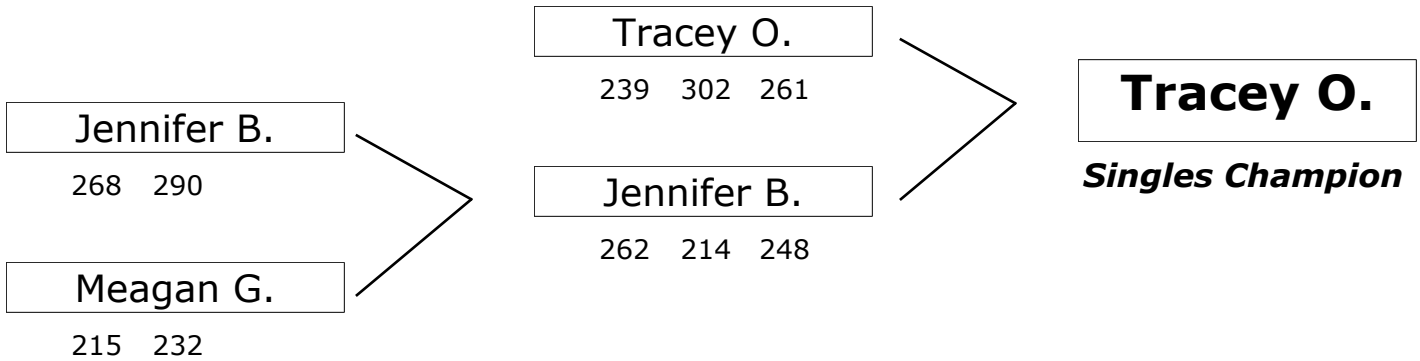 Jennifer B.
268 290
Meagan G.
215 232
Tracey O.
239 302 261
Jennifer B.
262 214 248
Tracey O.
Singles Champion